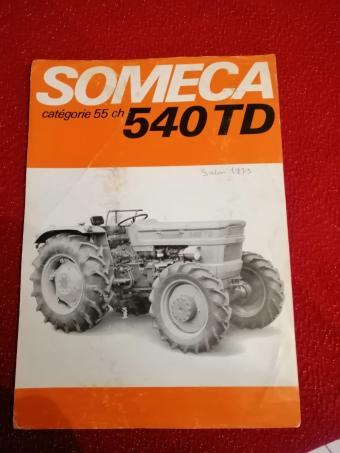 SOMECA
catégorie 55 ch 540 TD
Salon 1973